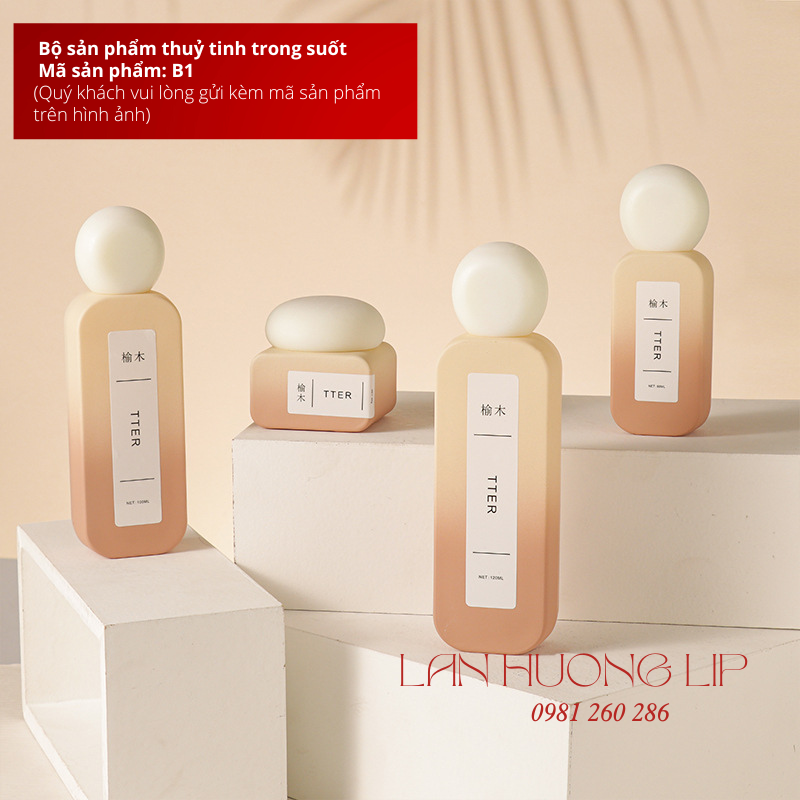 Bộ sản phẩm thuỷ tinh trong suốt
Mã sản phẩm: B1
(Quý khách vui lòng gửi kèm mã sản phẩm
trên hình ảnh)
榆木
TTER
NET: 120ML
榆木
TTER
榆木
TTER
NET: 120ML
榆木
TTER
LAN HUONG LIP
0981 260 286